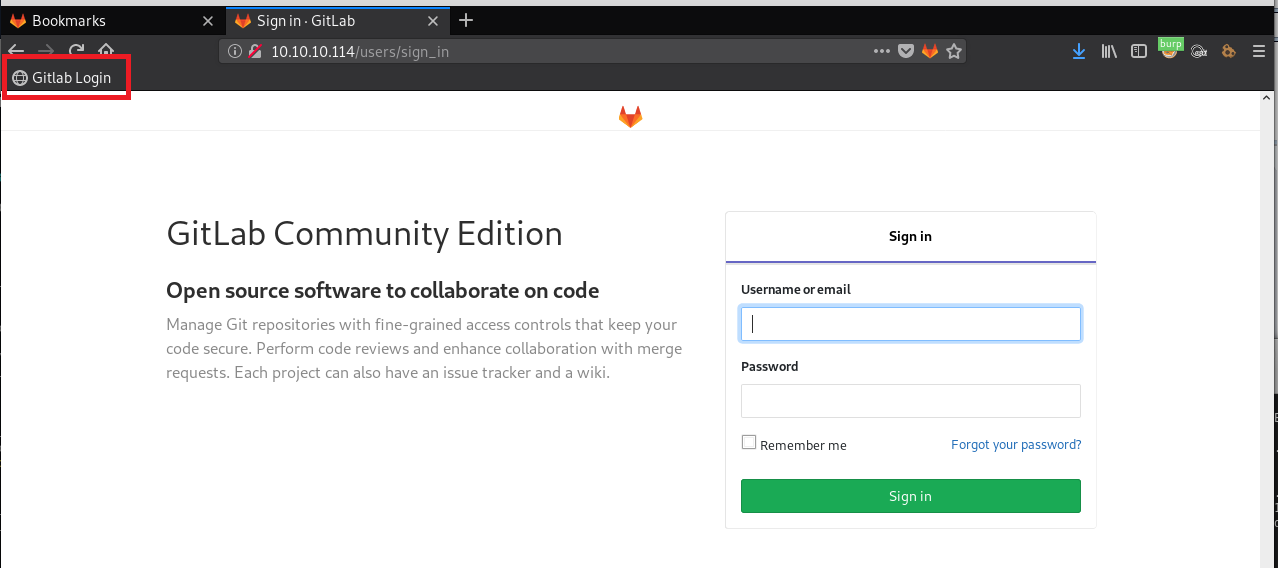 Bookmarks
Sign in · GitLab
10.10.10.114/users/sign_in
burp
Gitlab Login
GitLab Community Edition
Open source software to collaborate on code
Manage Git repositories with fine-grained access controls that keep your
code secure. Perform code reviews and enhance collaboration with merge
requests. Each project can also have an issue tracker and a wiki.
Sign in
Username or email
Password
Remember me
Forgot your password?
Sign in